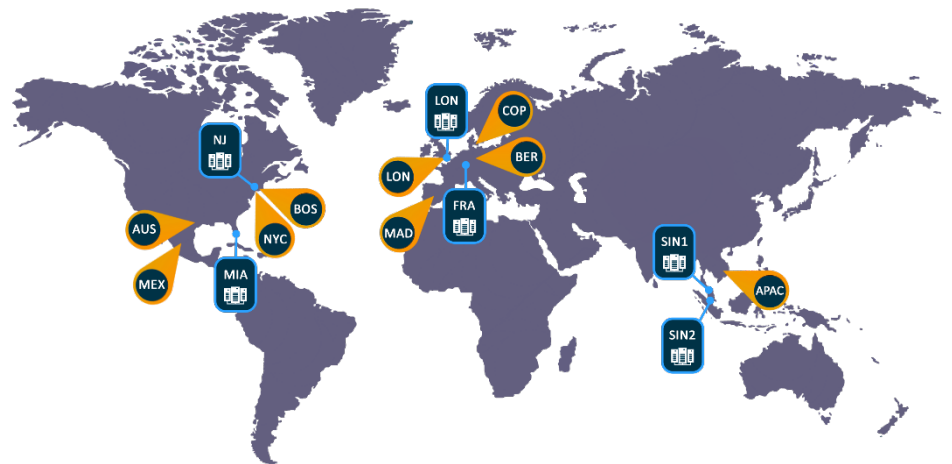 LON
COP
NJ
BER
LON
BOS
FRA
AUS
MAD
NYC
SIN1
MIA
MEX
APAC
SIN2